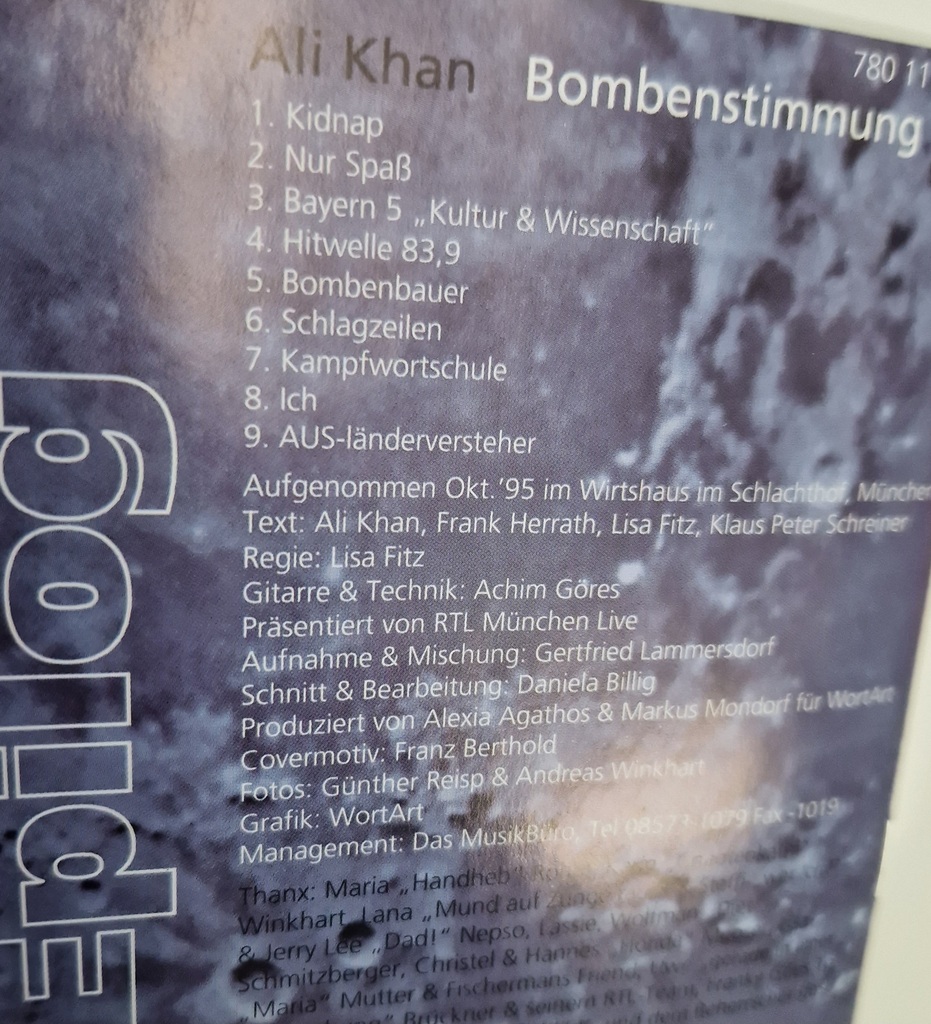 Epilog
Ali Khan Bombenstimmung
780 11
1. Kidnap
2. Nur Spaß
3. Bayern 5 „Kultur & Wissenschaft“
4. Hitwelle 83,9
5. Bombenbauer
6. Schlagzeilen
7. Kampfwortschule
8. Ich
9. AUS-länderversteher
Aufgenommen Okt.'95 im Wirtshaus im Schlachthof, München
Text: Ali Khan, Frank Herrath, Lisa Fitz, Klaus Peter Schreiner
Regie: Lisa Fitz
Gitarre & Technik: Achim Göres
Präsentiert von RTL München Live
Aufnahme & Mischung: Gertfried Lammersdorf
Schnitt & Bearbeitung: Daniela Billig
Produziert von Alexia Agathos & Markus Mondorf für WortArt
Covermotiv: Franz Berthold
Fotos: Günther Reisp & Andreas Winkhart
Grafik: WortArt
Management: Das MusikBüro, Tel 08572-1079 Fax -1019
Thanx: Maria „Handheb“
Winkhart, Lana „Mund auf
& Jerry Lee „Dad!“ Nepso, Lassie,
Schmitzberger, Christel & Hannes
„Maria“ Mutter & Fischermans Friend,
Brückner & seinem RTL-Team,